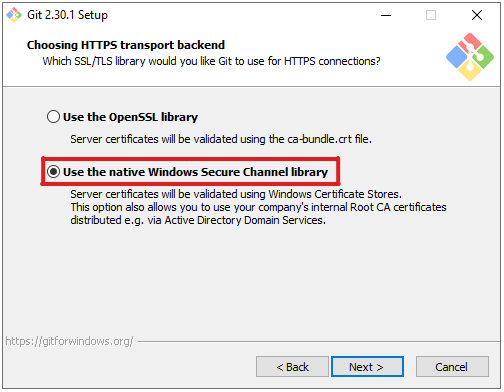 Git 2.30.1 Setup
Choosing HTTPS transport backend
Which SSL/TLS library would you like Git to use for HTTPS connections?
Use the OpenSSL library
Server certificates will be validated using the ca-bundle.crt file.
Use the native Windows Secure Channel library
Server certificates will be validated using Windows Certificate Stores.
This option also allows you to use your company's internal Root CA certificates
distributed e.g. via Active Directory Domain Services.
https://gitforwindows.org/
< Back Next > Cancel